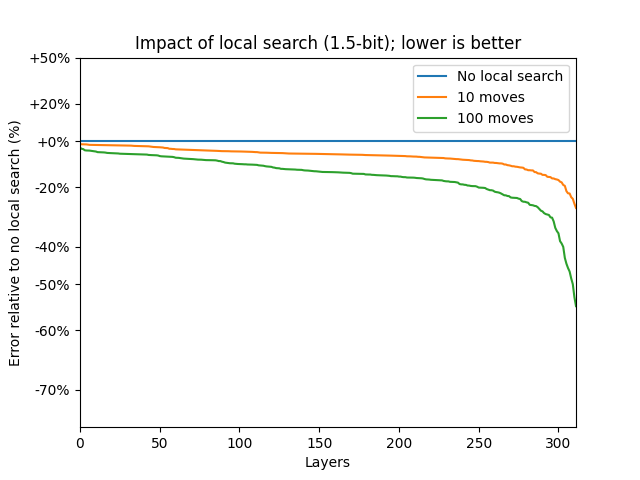 Impact of local search (1.5-bit); lower is better
Error relative to no local search (%)
+50%
+20%
+0%
-20%
-40%
-50%
-60%
-70%
No local search
10 moves
100 moves
0 50 100 150 200 250 300
Layers